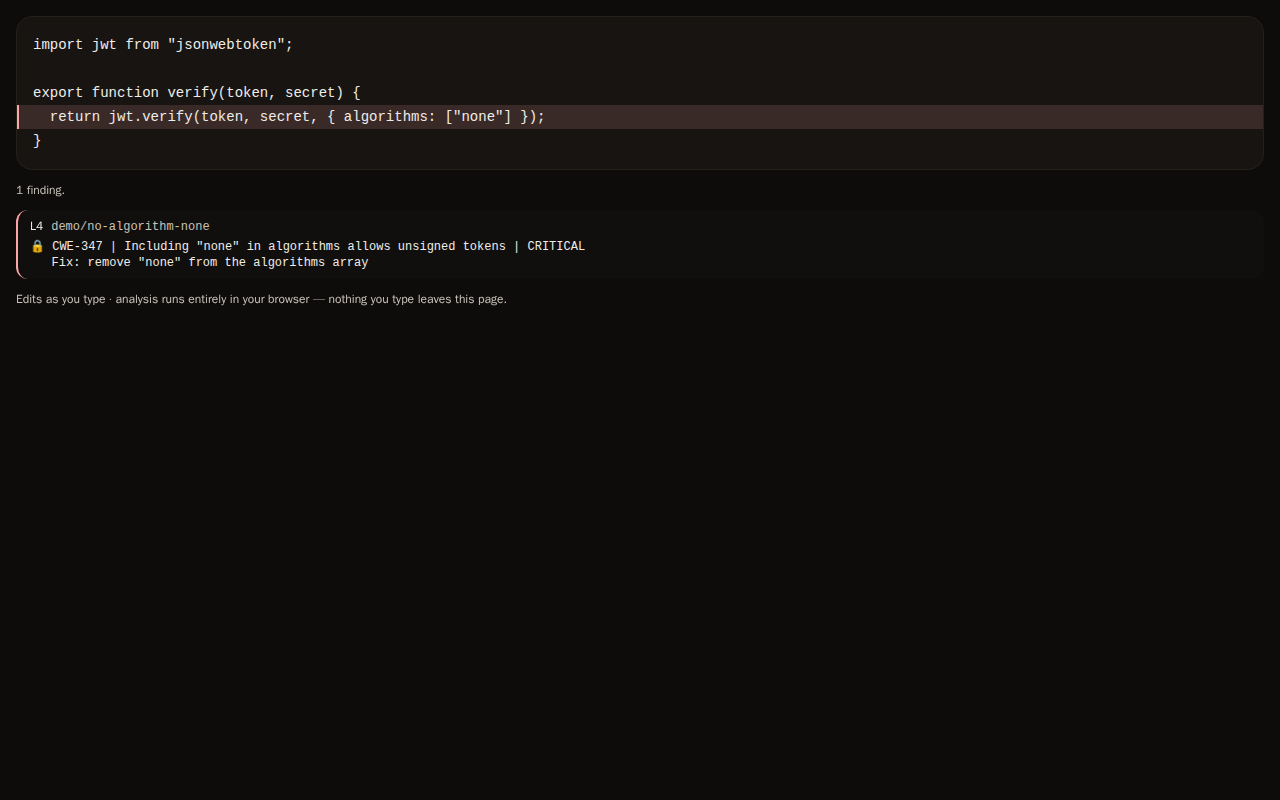 import jwt from "jsonwebtoken";
export function verify(token, secret) {
  return jwt.verify(token, secret, { algorithms: ["none"] });
}
1 finding.
L4 demo/no-algorithm-none
🔒 CWE-347 | Including "none" in algorithms allows unsigned tokens | CRITICAL
   Fix: remove "none" from the algorithms array
Edits as you type · analysis runs entirely in your browser — nothing you type leaves this page.